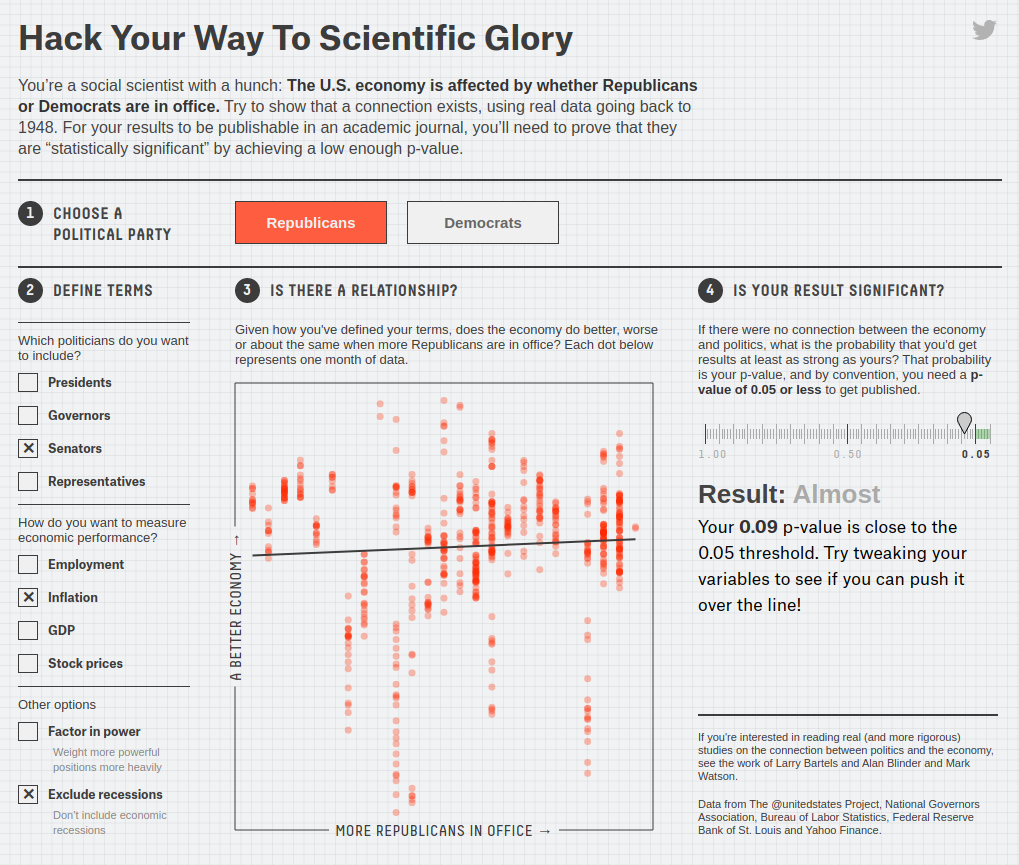 Hack Your Way To Scientific Glory
You’re a social scientist with a hunch: The U.S. economy is affected by whether Republicans
or Democrats are in office. Try to show that a connection exists, using real data going back to
1948. For your results to be publishable in an academic journal, you’ll need to prove that they
are “statistically significant” by achieving a low enough p-value.
1 CHOOSE A
POLITICAL PARTY
Republicans
Democrats
2 DEFINE TERMS
Which politicians do you want
to include?
Presidents
Governors
Senators
Representatives
How do you want to measure
economic performance?
Employment
Inflation
GDP
Stock prices
Other options
Factor in power
Weight more powerful
positions more heavily
Exclude recessions
Don't include economic
recessions
3 IS THERE A RELATIONSHIP?
Given how you've defined your terms, does the economy do better, worse
or about the same when more Republicans are in office? Each dot below
represents one month of data.
A BETTER ECONOMY →
MORE REPUBLICANS IN OFFICE →
4 IS YOUR RESULT SIGNIFICANT?
If there were no connection between the economy
and politics, what is the probability that you'd get
results at least as strong as yours? That probability
is your p-value, and by convention, you need a p-
value of 0.05 or less to get published.
1.00 0.50 0.05
Result: Almost
Your 0.09 p-value is close to the
0.05 threshold. Try tweaking your
variables to see if you can push it
over the line!
If you're interested in reading real (and more rigorous)
studies on the connection between politics and the economy,
see the work of Larry Bartels and Alan Blinder and Mark
Watson.
Data from The @unitedstates Project, National Governors
Association, Bureau of Labor Statistics, Federal Reserve
Bank of St. Louis and Yahoo Finance.